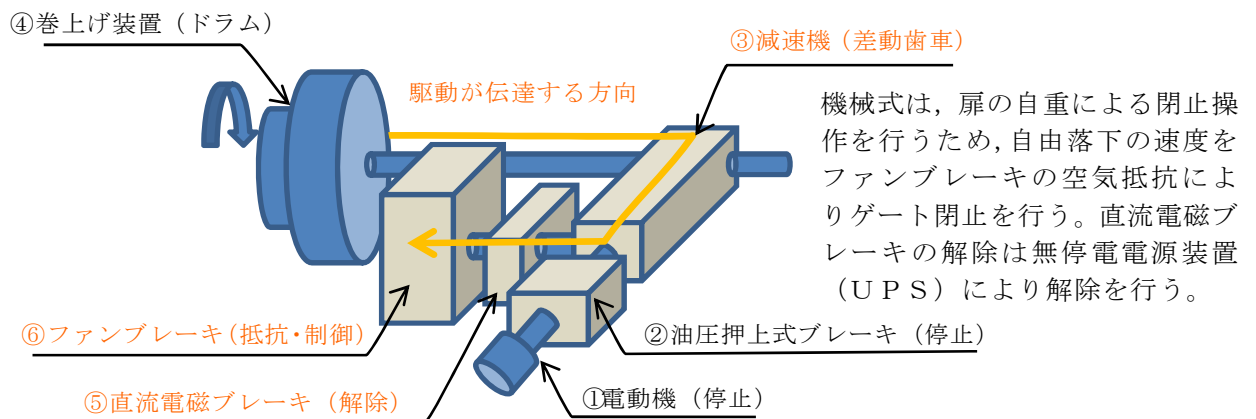 ④巻上げ装置（ドラム）
③減速機（差動歯車）
駆動が伝達する方向
機械式は，扉の自重による閉止操
作を行うため，自由落下の速度を
ファンブレーキの空気抵抗によ
りゲート閉止を行う。直流電磁ブ
レーキの解除は無停電電源装置
（ＵＰＳ）により解除を行う。
⑥ファンブレーキ（抵抗・制御）
②油圧押上式ブレーキ（停止）
⑤直流電磁ブレーキ（解除）
①電動機（停止）